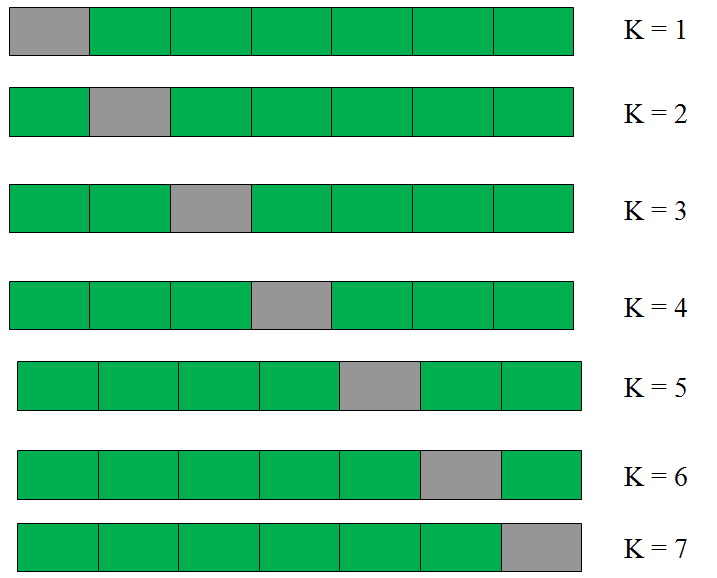 K = 1
K = 2
K = 3
K = 4
K = 5
K = 6
K = 7